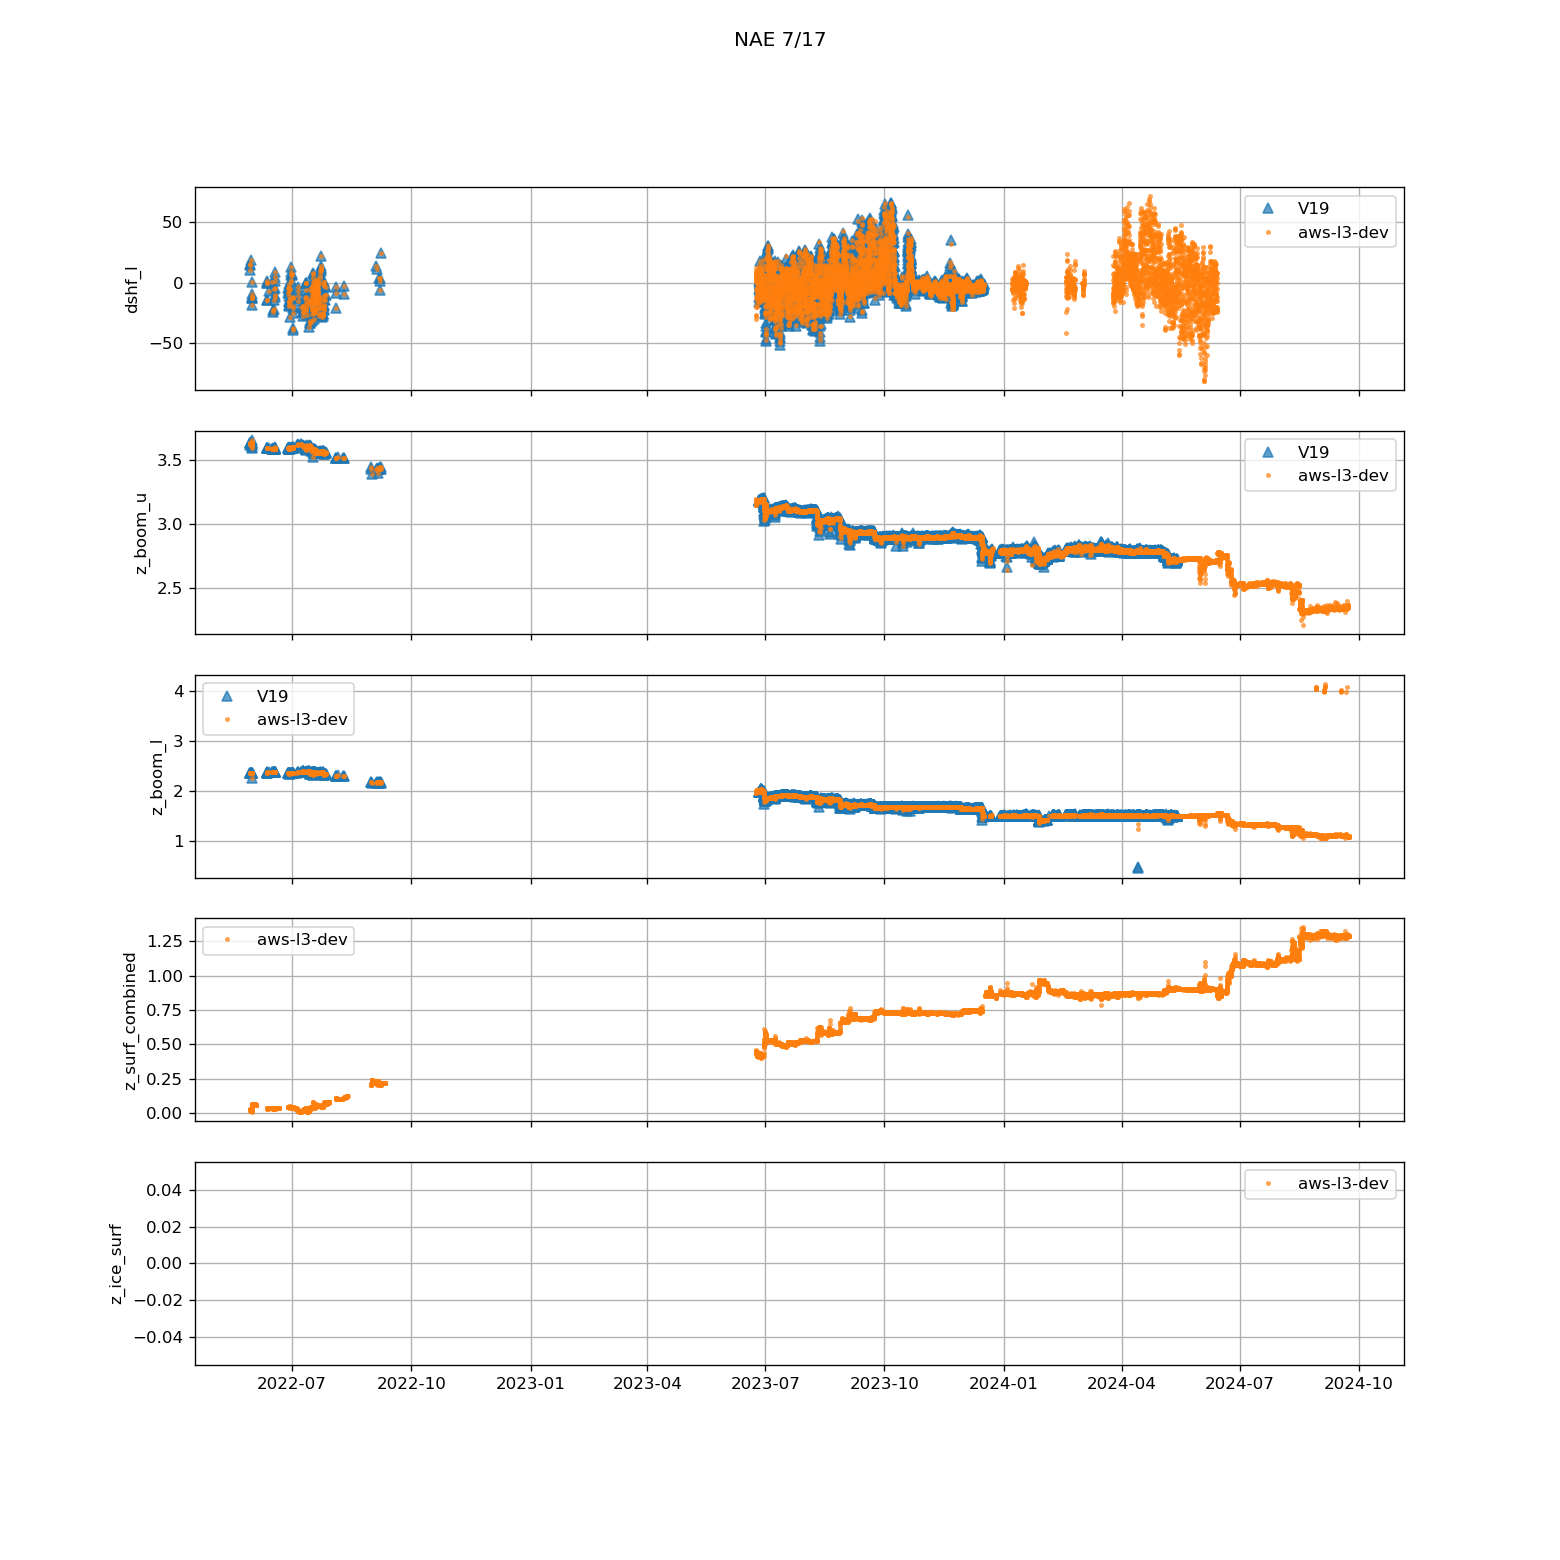 NAE 7/17
dshf_l
50
0
−50
V19
aws-l3-dev
z_boom_u
3.5
3.0
2.5
V19
aws-l3-dev
z_boom_l
4
3
2
1
V19
aws-l3-dev
z_surf_combined
1.25
1.00
0.75
0.50
0.25
0.00
aws-l3-dev
z_ice_surf
0.04
0.02
0.00
−0.02
−0.04
aws-l3-dev
2022-07 2022-10 2023-01 2023-04 2023-07 2023-10 2024-01 2024-04 2024-07 2024-10